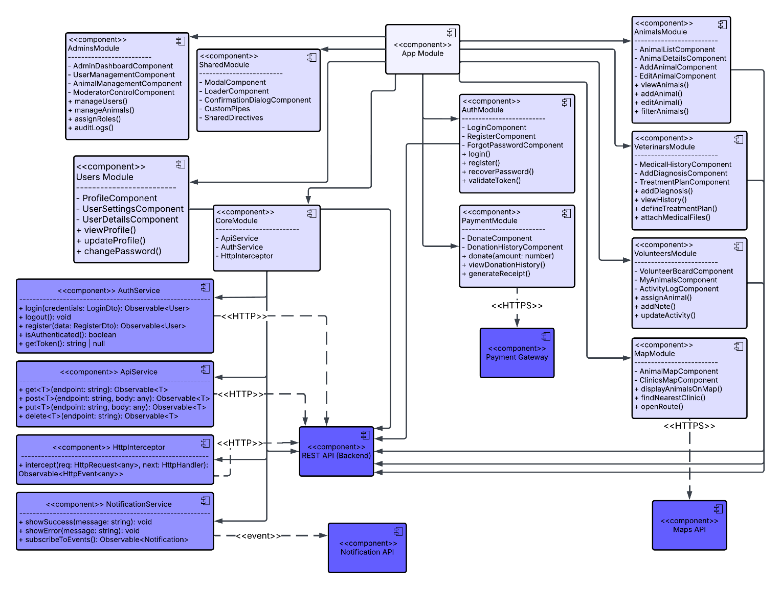 <<component>>
AdminsModule
- AdminDashboardComponent
- UserManagementComponent
- AnimalManagementComponent
- ModeratorControlComponent
+ manageUsers()
+ manageAnimals()
+ assignRoles()
+ auditLogs()
<<component>>
SharedModule
- ModalComponent
- LoaderComponent
- ConfirmationDialogComponent
- CustomPipes
- SharedDirectives
<<component>>
App Module
<<component>>
AnimalsModule
- AnimalListComponent
- AnimalDetailsComponent
- AddAnimalComponent
- EditAnimalComponent
+ viewAnimals()
+ addAnimal()
+ editAnimal()
+ filterAnimals()
<<component>>
AuthModule
- LoginComponent
- RegisterComponent
- ForgotPasswordComponent
+ login()
+ register()
+ recoverPassword()
+ validateToken()
<<component>>
VeterinarsModule
- MedicalHistoryComponent
- AddDiagnosisComponent
- TreatmentPlanComponent
+ addDiagnosis()
+ viewHistory()
+ defineTreatmentPlan()
+ attachMedicalFiles()
<<component>>
Users Module
- ProfileComponent
- UserSettingsComponent
- UserDetailsComponent
+ viewProfile()
+ updateProfile()
+ changePassword()
<<component>>
CoreModule
- ApiService
- AuthService
- HttpInterceptor
<<component>>
PaymentModule
- DonateComponent
- DonationHistoryComponent
+ donate(amount: number)
+ viewDonationHistory()
+ generateReceipt()
<<component>>
VolunteersModule
- VolunteerBoardComponent
- MyAnimalsComponent
- ActivityLogComponent
+ assignAnimal()
+ addNote()
+ updateActivity()
<<component>> AuthService
+ login(credentials: LoginDto): Observable<User>
+ logout(): void
+ register(data: RegisterDto): Observable<User>
+ isAuthenticated(): boolean
+ getToken(): string | null
<<HTTP>>
<<HTTPS>>
<<component>>
Payment Gateway
<<component>>
MapModule
- AnimalMapComponent
- ClinicsMapComponent
+ displayAnimalsOnMap()
+ findNearestClinic()
+ openRoute()
<<component>> ApiService
+ get<T>(endpoint: string): Observable<T>
+ post<T>(endpoint: string, body: any): Observable<T>
+ put<T>(endpoint: string, body: any): Observable<T>
+ delete<T>(endpoint: string): Observable<T>
<<HTTP>>
<<HTTPS>>
<<component>> HttpInterceptor
+ intercept(req: HttpRequest<any>, next: HttpHandler):
Observable<HttpEvent<any>>
<<HTTP>>
<<component>>
REST API (Backend)
<<component>> NotificationService
+ showSuccess(message: string): void
+ showError(message: string): void
+ subscribeToEvents(): Observable<Notification>
<<event>>
<<component>>
Notification API
<<component>>
Maps API